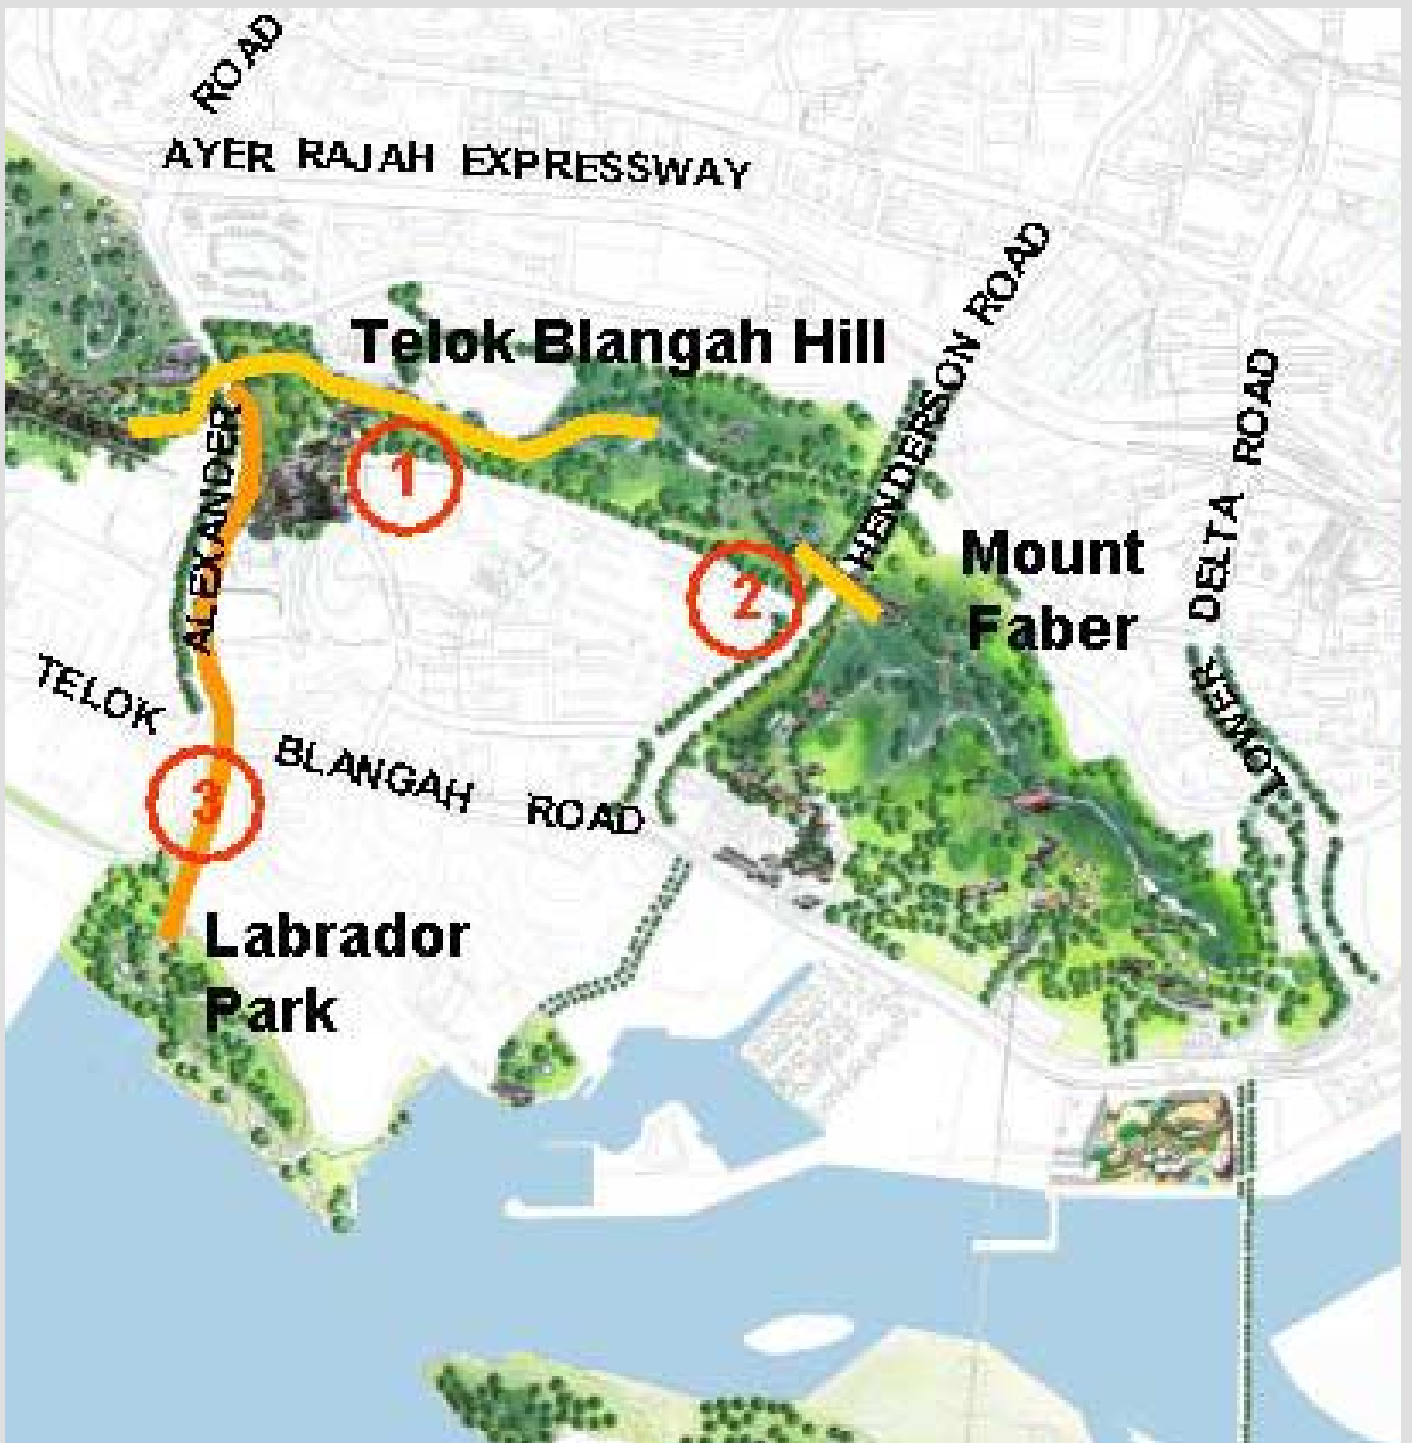 ROAD
AYER RAJAH EXPRESSWAY
HENDERSON ROAD
Telok Blangah Hill
LOWER DELTA ROAD
ALEXANDER
1
Mount
Faber
2
TELOK BLANGAH ROAD
3
Labrador
Park